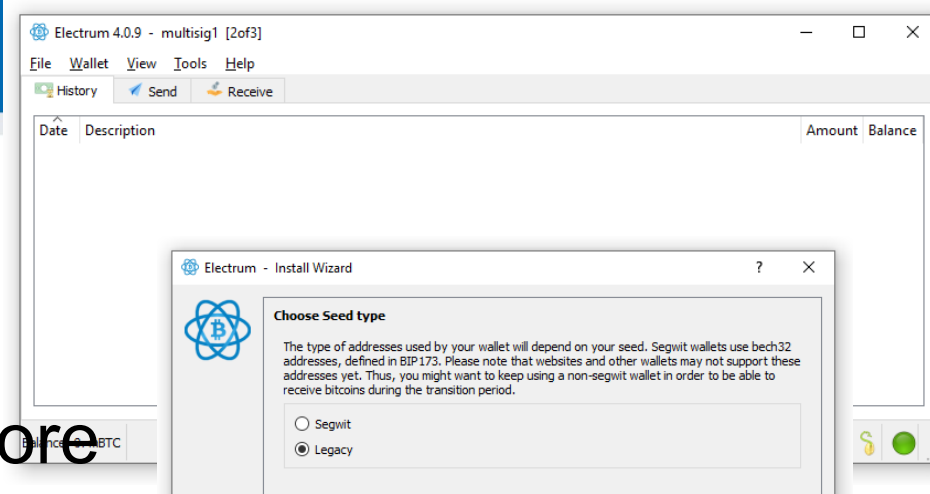 Electrum 4.0.9 - multisig1 [2of3]
File Wallet View Tools Help
History Send Receive
Date Description Amount Balance
Electrum - Install Wizard ?
Choose Seed type
The type of addresses used by your wallet will depend on your seed. Segwit wallets use bech32
addresses, defined in BIP173. Please note that websites and other wallets may not support these
addresses yet. Thus, you might want to keep using a non-segwit wallet in order to be able to
receive bitcoins during the transition period.
Segwit
Legacy
ore